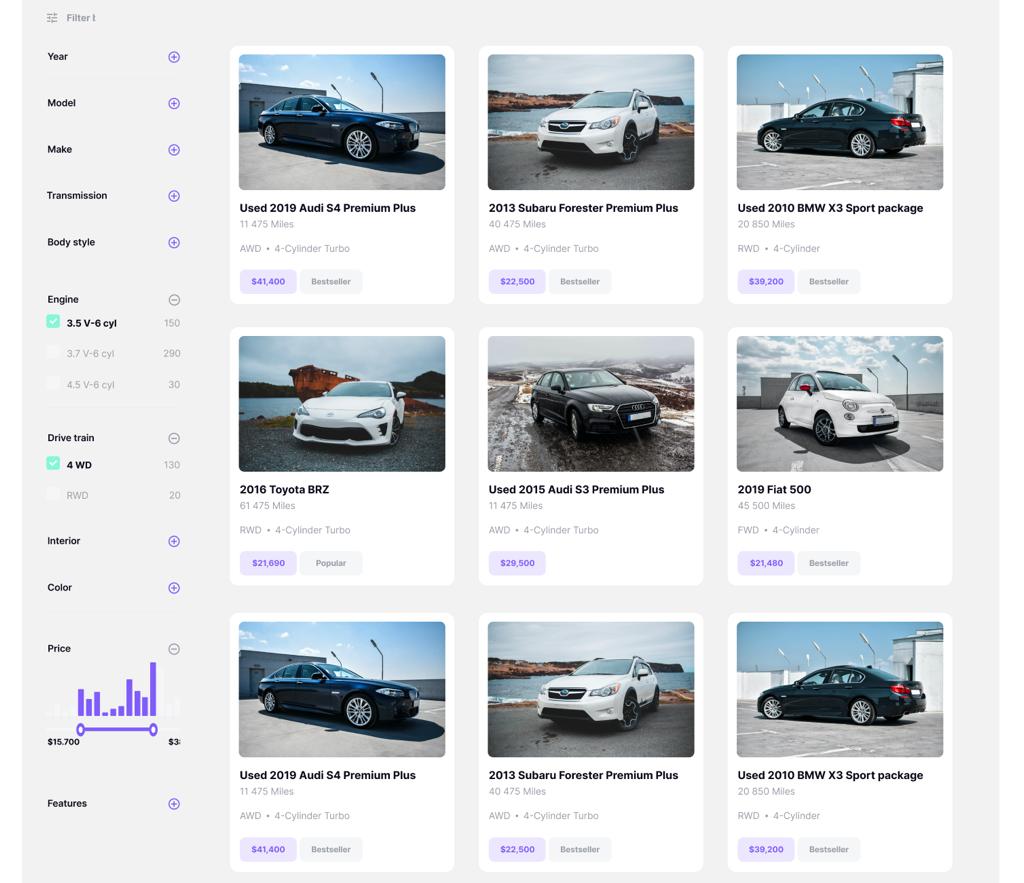 Filter
Year
Model
Make
Transmission
Body style
Engine
3.5 V-6 cyl 150
3.7 V-6 cyl 290
4.5 V-6 cyl 30
Drive train
4 WD 130
RWD 20
Interior
Color
Price
$15.700 $3
Features
Used 2019 Audi S4 Premium Plus
11 475 Miles
AWD • 4-Cylinder Turbo
$41,400 Bestseller
2013 Subaru Forester Premium Plus
40 475 Miles
AWD • 4-Cylinder Turbo
$22,500 Bestseller
Used 2010 BMW X3 Sport package
20 850 Miles
RWD • 4-Cylinder
$39,200 Bestseller
2016 Toyota BRZ
61 475 Miles
RWD • 4-Cylinder Turbo
$21,690 Popular
Used 2015 Audi S3 Premium Plus
11 475 Miles
AWD • 4-Cylinder Turbo
$29,500
2019 Fiat 500
45 500 Miles
FWD • 4-Cylinder
$21,480 Bestseller
Used 2019 Audi S4 Premium Plus
11 475 Miles
AWD • 4-Cylinder Turbo
$41,400 Bestseller
2013 Subaru Forester Premium Plus
40 475 Miles
AWD • 4-Cylinder Turbo
$22,500 Bestseller
Used 2010 BMW X3 Sport package
20 850 Miles
RWD • 4-Cylinder
$39,200 Bestseller